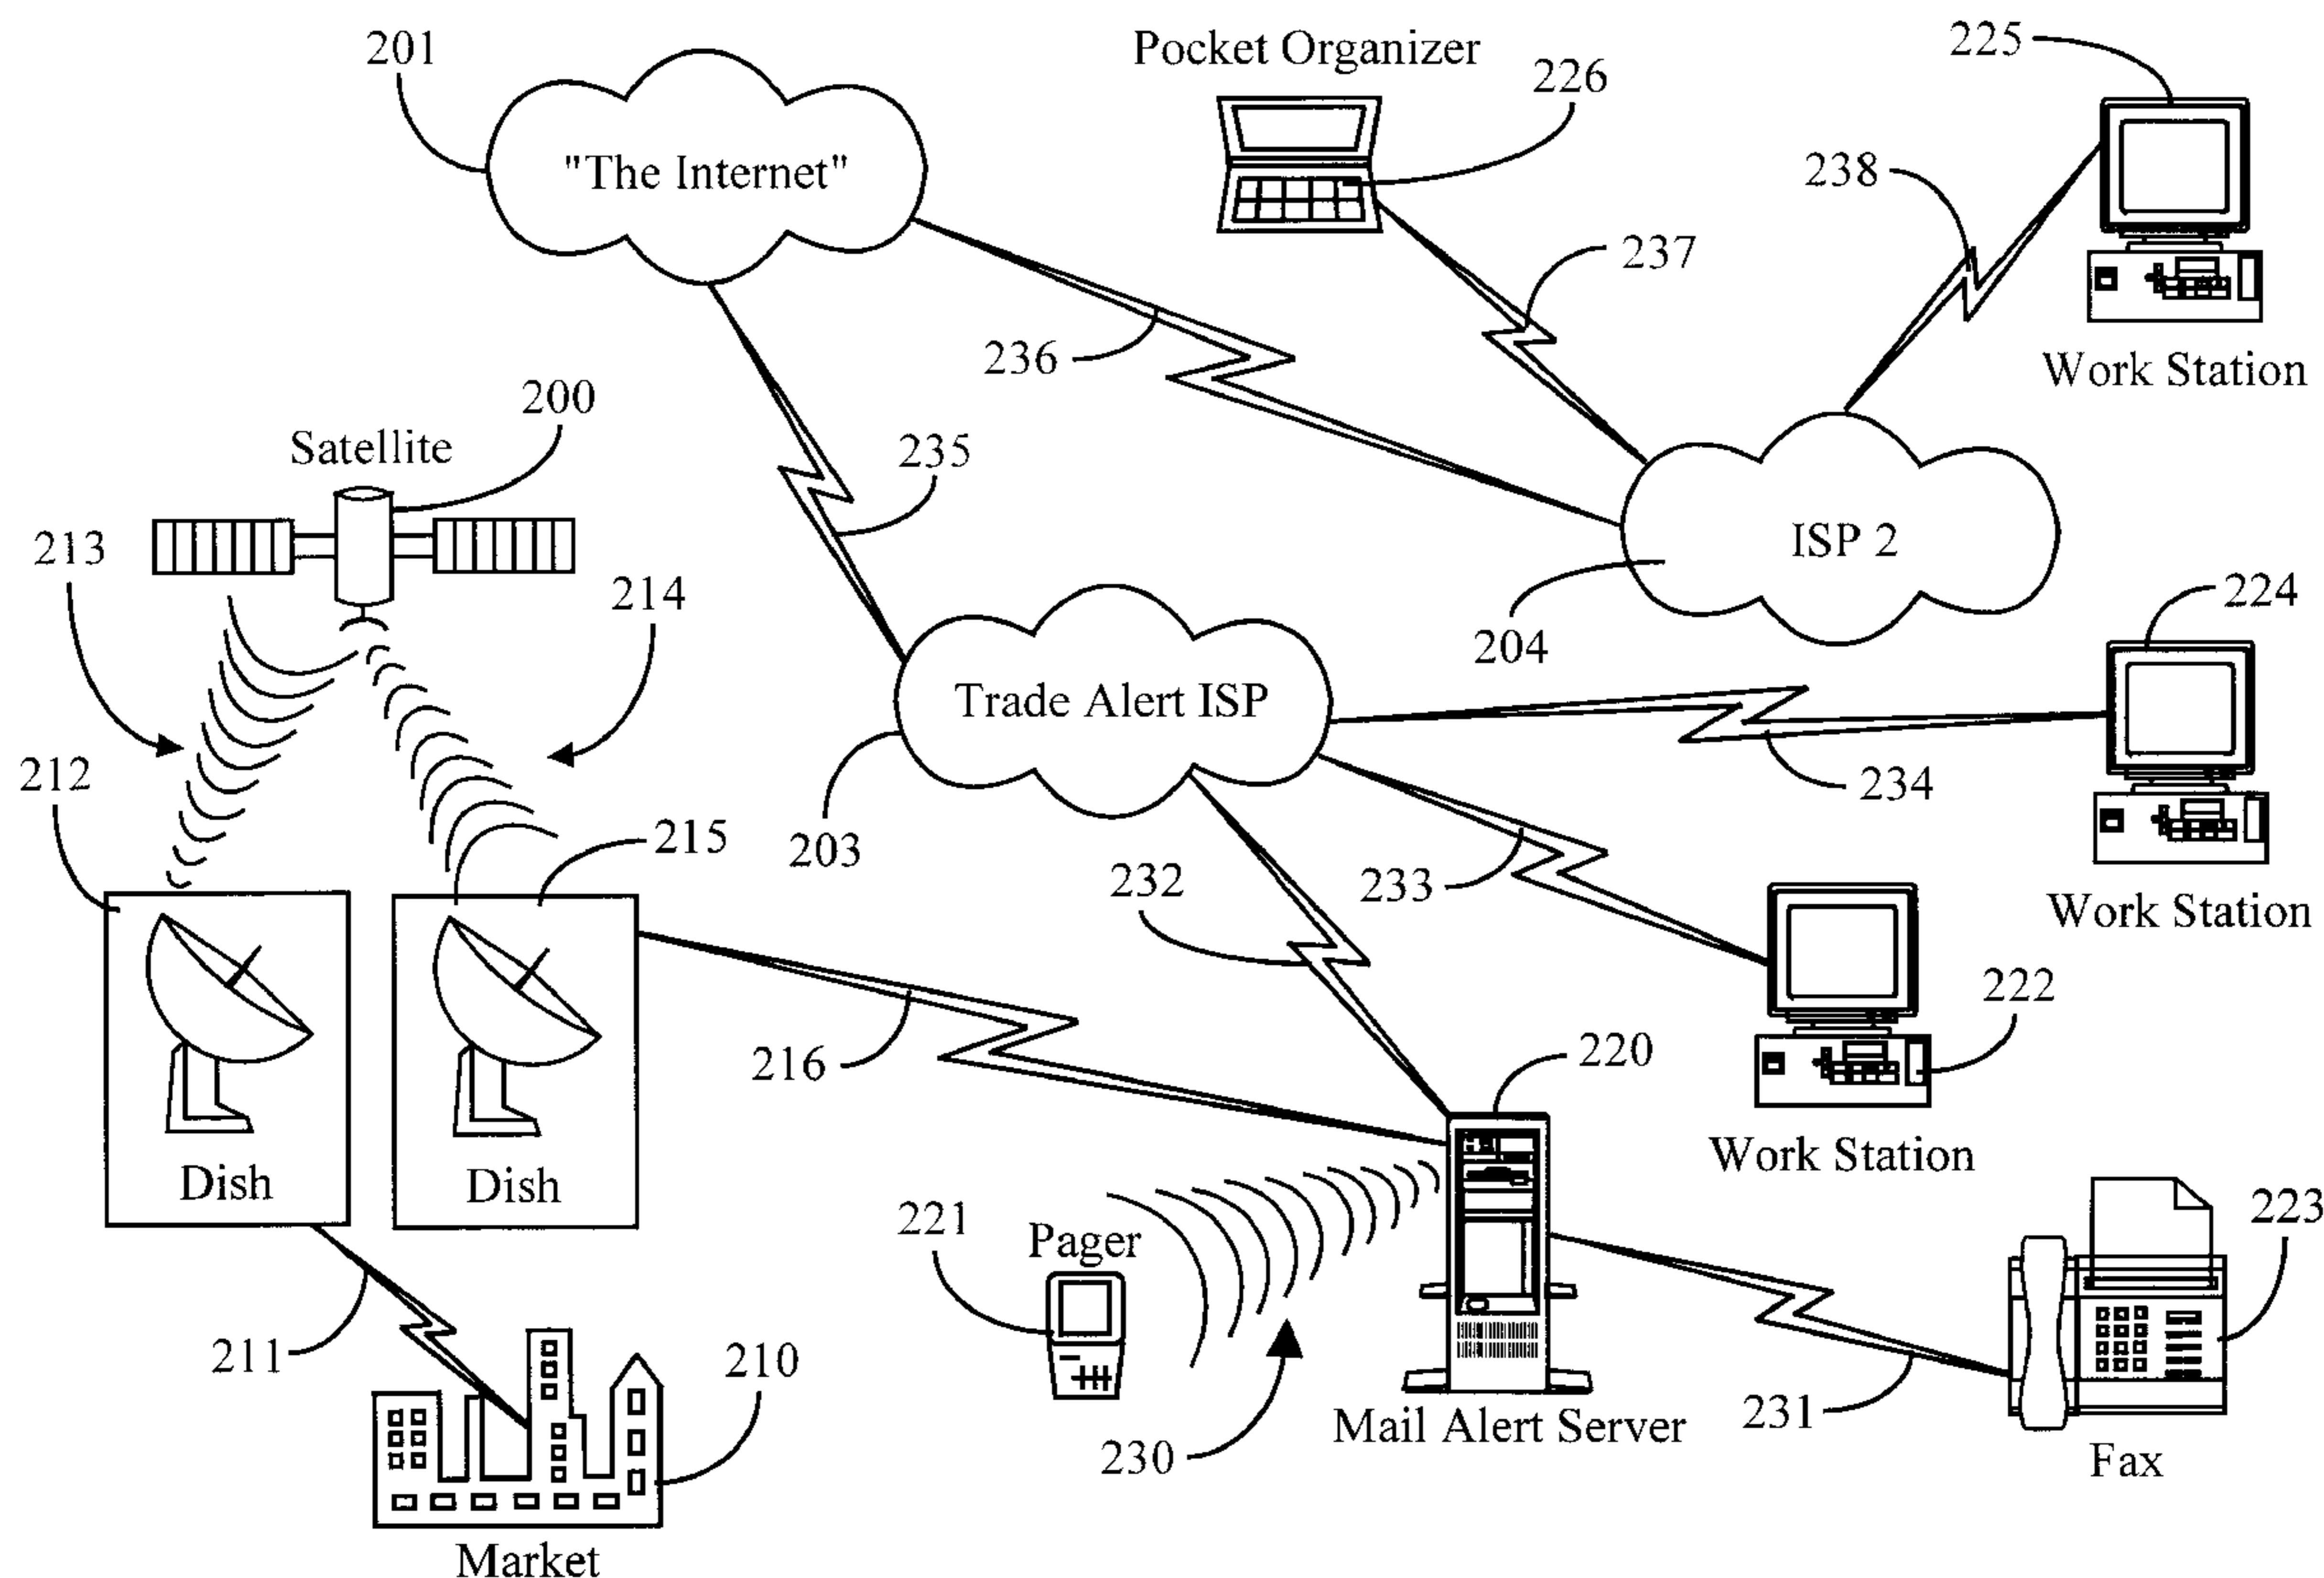 201
"The Internet"
Pocket Organizer
226
225
238
237
Work Station
236
200
Satellite
235
213
214
ISP 2
204
224
Trade Alert ISP
203
234
212
215
232
233
Work Station
222
216
220
Dish
Dish
Work Station
221
Pager
223
211
210
230
Mail Alert Server
231
Fax
Market